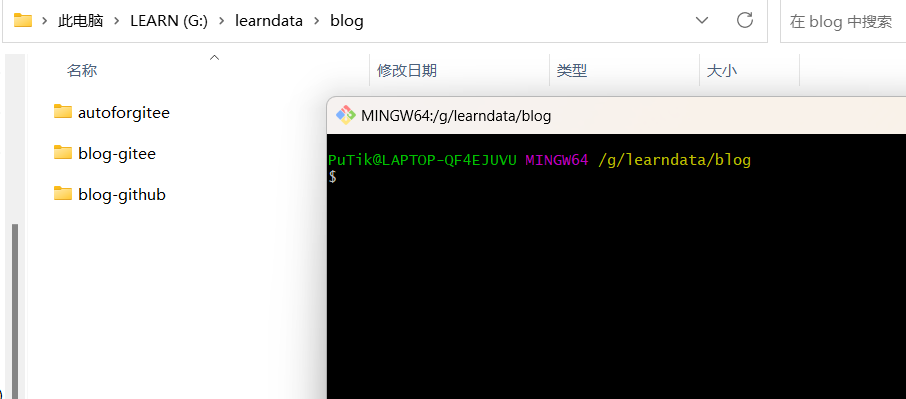 此电脑 > LEARN (G:) > learndata > blog
在 blog 中搜索
名称 修改日期 类型 大小
autoforgitee
blog-gitee
blog-github
MINGW64:/g/learndata/blog
PuTik@LAPTOP-QF4EJUVU MINGW64 /g/learndata/blog
$